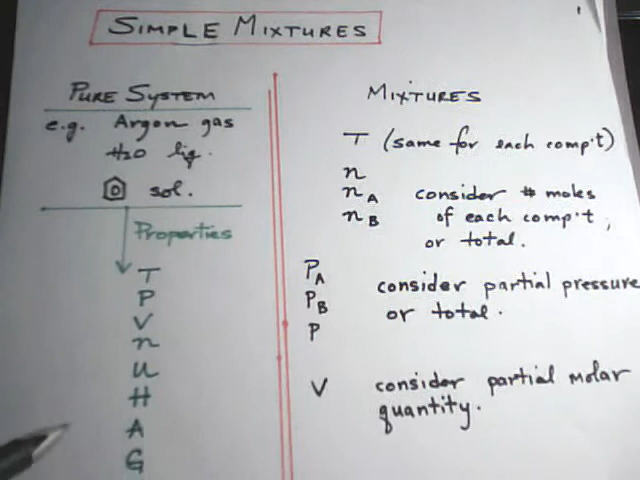 SIMPLE MIXTURES
PURE SYSTEM
e.g. Argon gas
H2O liq.
sol.
Properties
T
P
V
n
U
H
A
G
MIXTURES
T (same for each comp't)
n
nA consider # moles
nB of each comp't,
or total.
PA
consider partial pressure
PB
or total.
P
V consider partial molar
quantity.